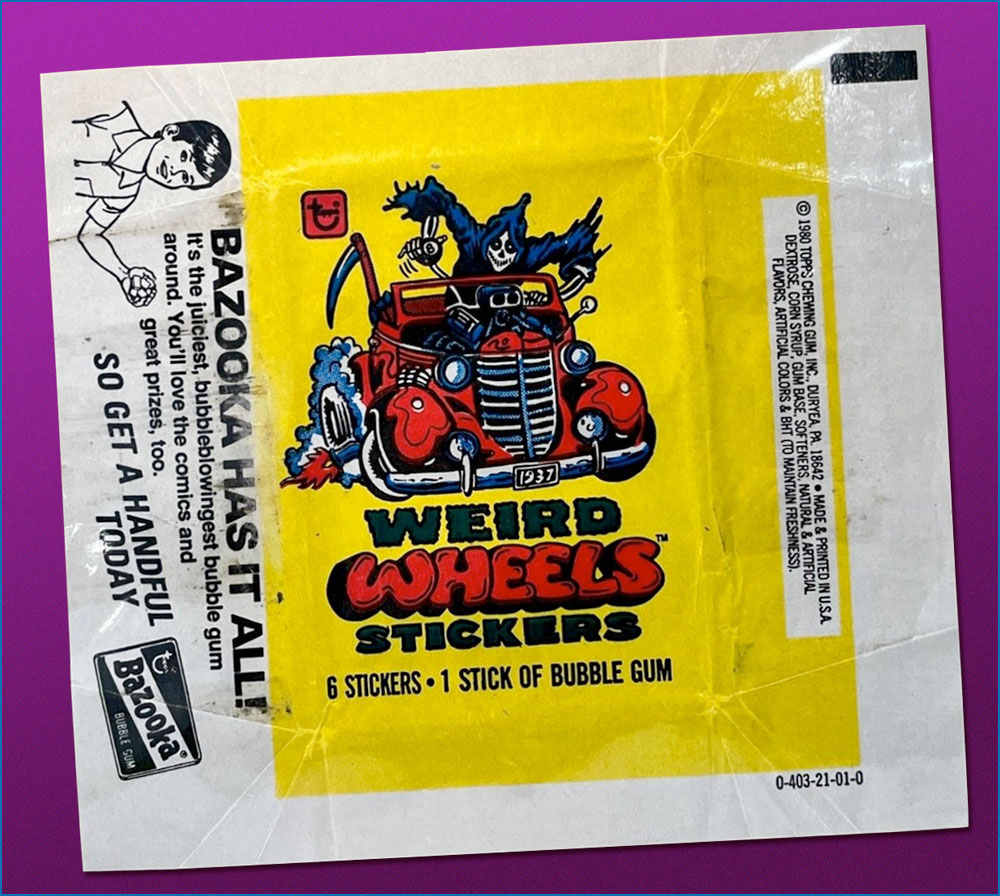 BAZOOKA HAS IT ALL!
It's the juiciest, bubbleblowingest bubble gum
around. You'll love the comics and
great prizes, too.
SO GET A HANDFUL
TODAY
Bazooka®
BUBBLE GUM
1937
WEIRD
WHEELS™
STICKERS
6 STICKERS • 1 STICK OF BUBBLE GUM
© 1980 TOPPS CHEWING GUM, INC., DURYEA, PA 18642 • MADE & PRINTED IN U.S.A.
DEXTROSE, CORN SYRUP, GUM BASE, SOFTENERS, NATURAL & ARTIFICIAL
FLAVORS, ARTIFICIAL COLORS & BHT (TO MAINTAIN FRESHNESS).
0-403-21-01-0